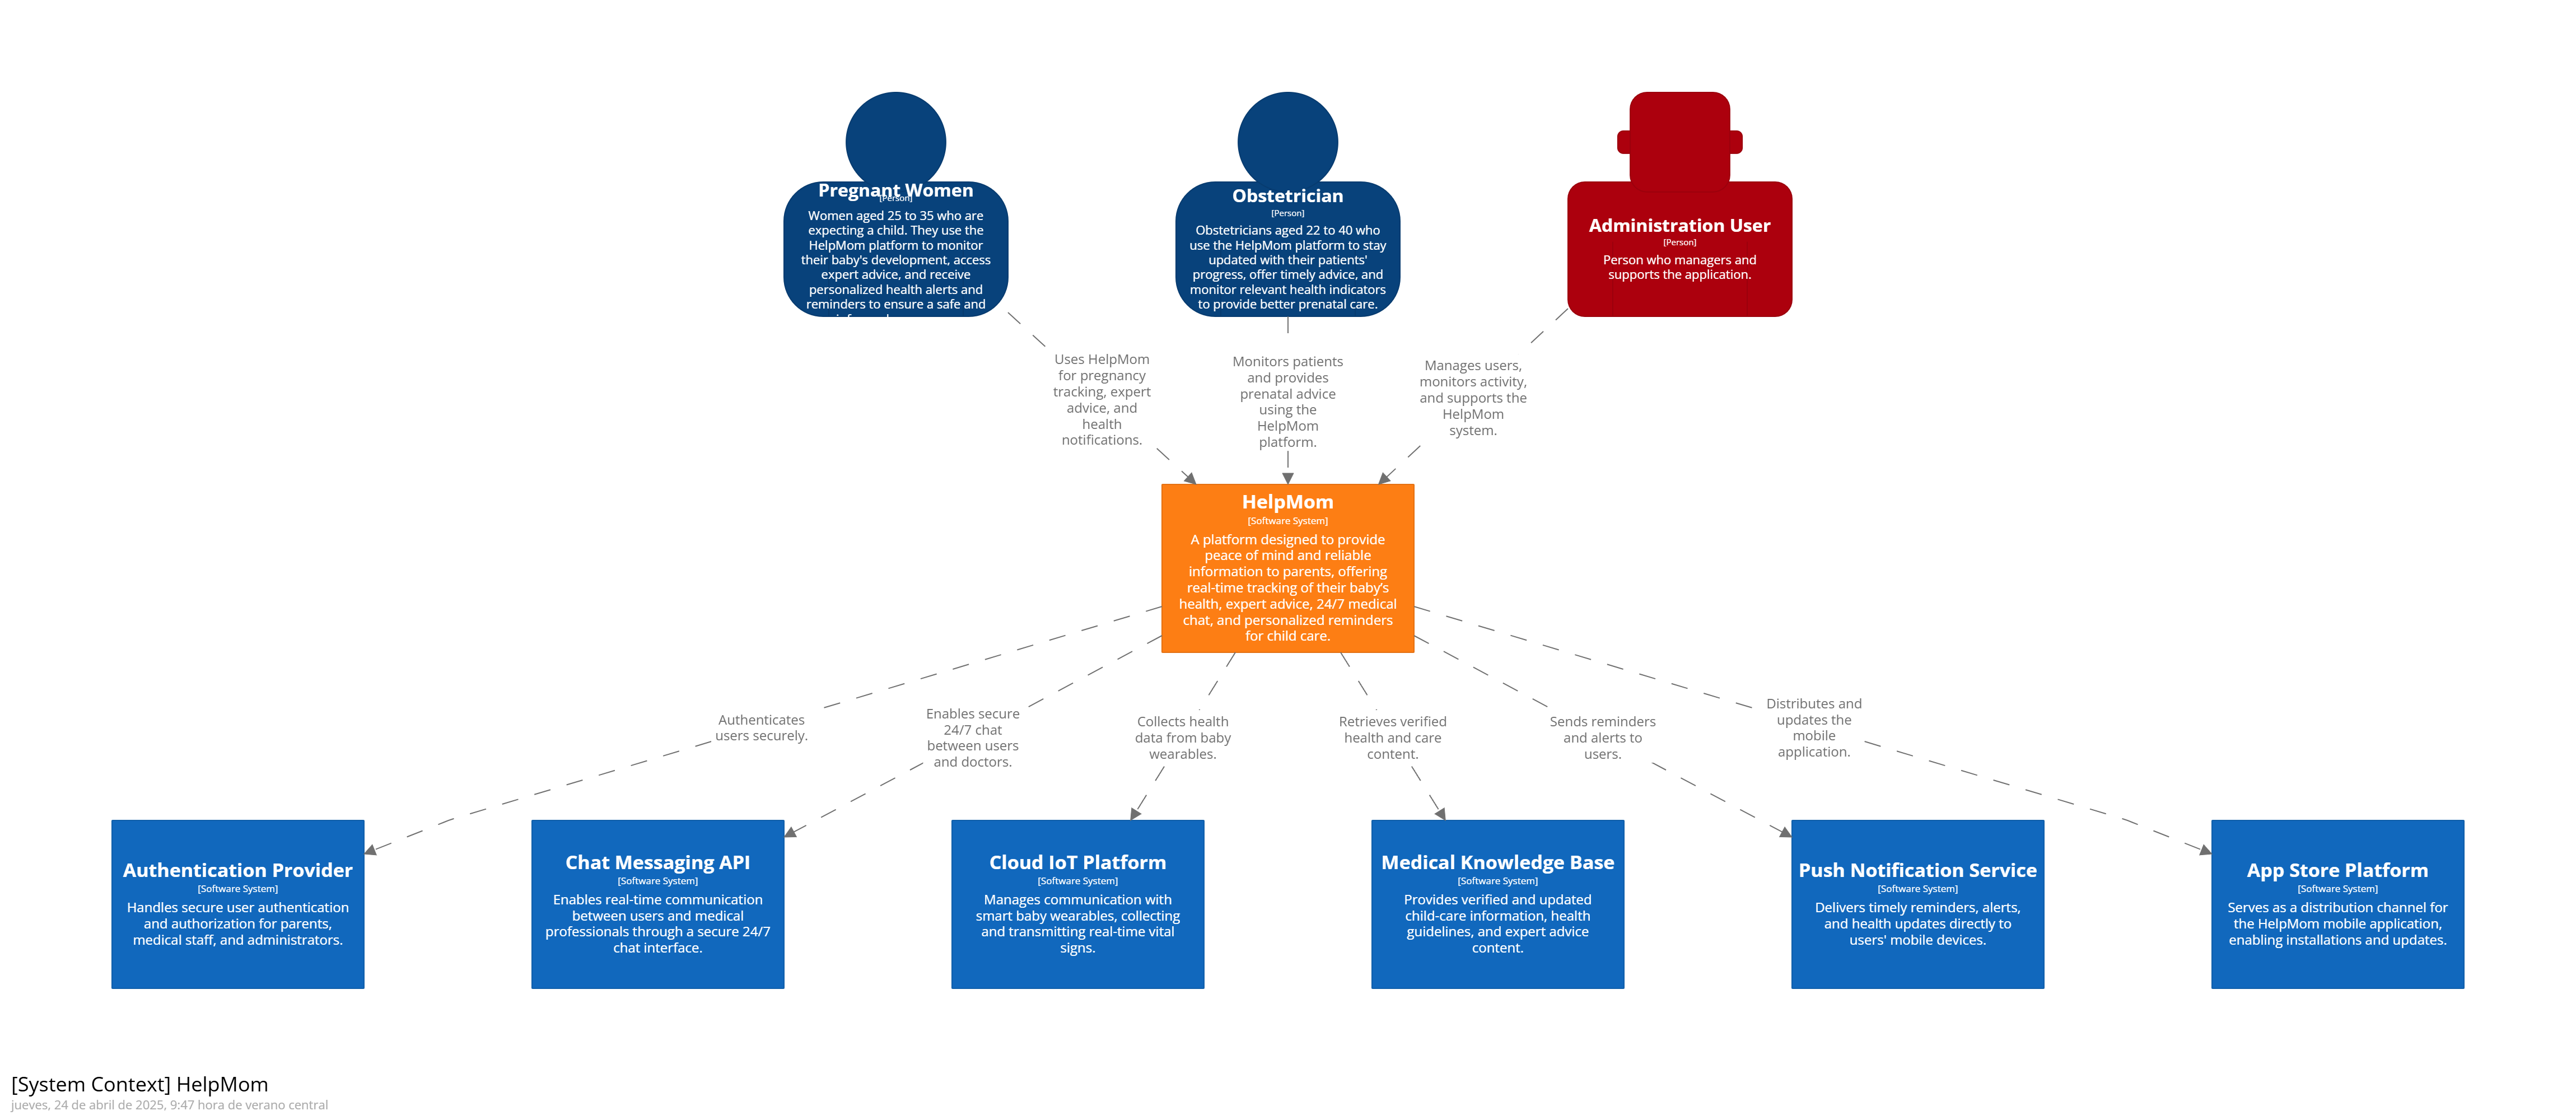 Pregnant Women
[Person]
Women aged 25 to 35 who are
expecting a child. They use the
HelpMom platform to monitor
their baby's development, access
expert advice, and receive
personalized health alerts and
reminders to ensure a safe and
Obstetrician
[Person]
Obstetricians aged 22 to 40 who
use the HelpMom platform to stay
updated with their patients'
progress, offer timely advice, and
monitor relevant health indicators
to provide better prenatal care.
Administration User
[Person]
Person who managers and
supports the application.
Uses HelpMom
for pregnancy
tracking, expert
advice, and
health
notifications.
Monitors patients
and provides
prenatal advice
using the
HelpMom
platform.
Manages users,
monitors activity,
and supports the
HelpMom
system.
HelpMom
[Software System]
A platform designed to provide
peace of mind and reliable
information to parents, offering
real-time tracking of their baby's
health, expert advice, 24/7 medical
chat, and personalized reminders
for child care.
Authenticates
users securely.
Enables secure
24/7 chat
between users
and doctors.
Collects health
data from baby
wearables.
Retrieves verified
health and care
content.
Sends reminders
and alerts to
users.
Distributes and
updates the
mobile
application.
Authentication Provider
[Software System]
Handles secure user authentication
and authorization for parents,
medical staff, and administrators.
Chat Messaging API
[Software System]
Enables real-time communication
between users and medical
professionals through a secure 24/7
chat interface.
Cloud IoT Platform
[Software System]
Manages communication with
smart baby wearables, collecting
and transmitting real-time vital
signs.
Medical Knowledge Base
[Software System]
Provides verified and updated
child-care information, health
guidelines, and expert advice
content.
Push Notification Service
[Software System]
Delivers timely reminders, alerts,
and health updates directly to
users' mobile devices.
App Store Platform
[Software System]
Serves as a distribution channel for
the HelpMom mobile application,
enabling installations and updates.
[System Context] HelpMom
jueves, 24 de abril de 2025, 9:47 hora de verano central